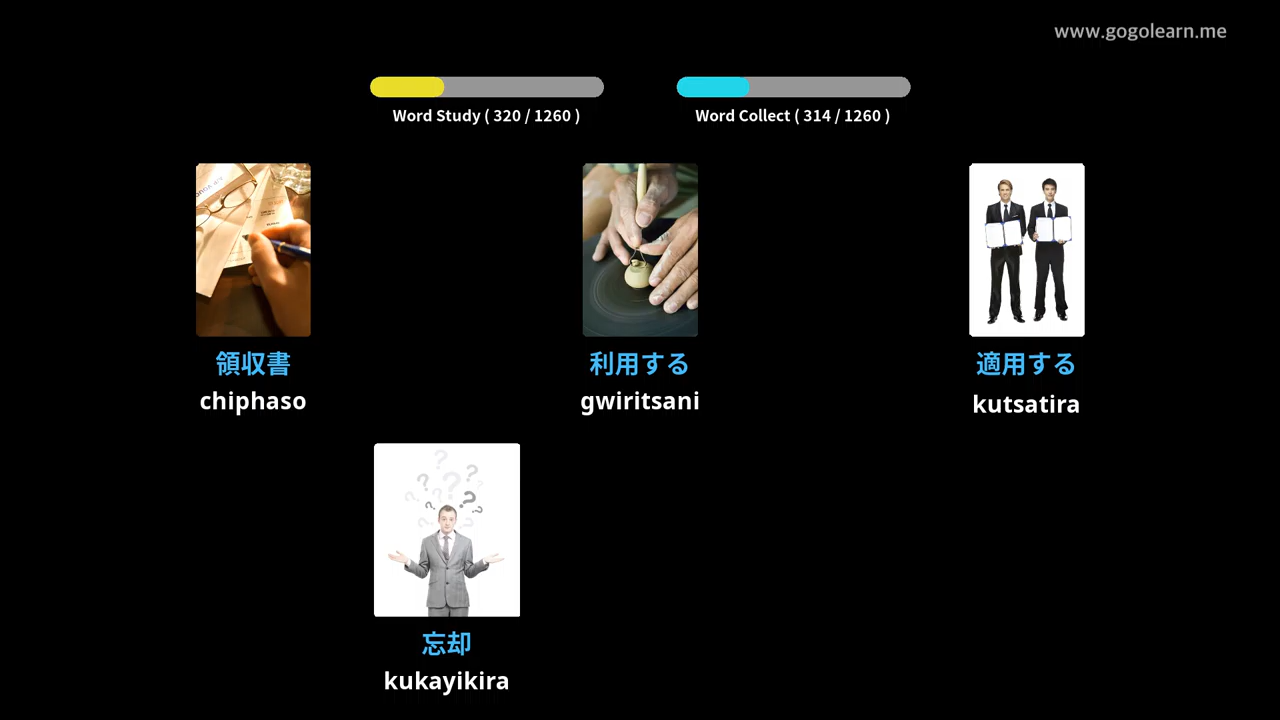 www.gogolearn.me
Word Study ( 320 / 1260 )
Word Collect ( 314 / 1260 )
領収書
chiphaso
利用する
gwiritsani
適用する
kutsatira
忘却
kukayikira